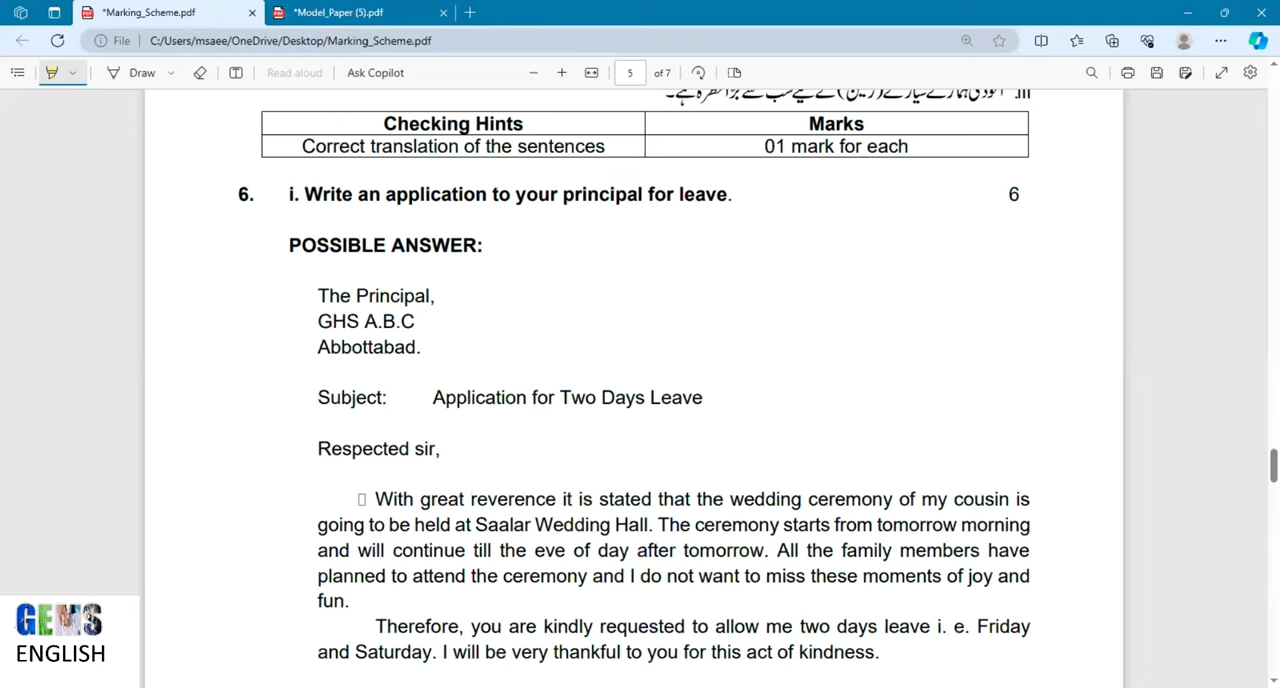 *Marking_Scheme.pdf
*Model_Paper (5).pdf
File C:/Users/msaee/OneDrive/Desktop/Marking_Scheme.pdf
Draw
Read aloud
Ask Copilot
5
of 7
iii.
Checking Hints Marks
Correct translation of the sentences 01 mark for each
6. i. Write an application to your principal for leave. 6
POSSIBLE ANSWER:
The Principal,
GHS A.B.C
Abbottabad.
Subject: Application for Two Days Leave
Respected sir,
With great reverence it is stated that the wedding ceremony of my cousin is
going to be held at Saalar Wedding Hall. The ceremony starts from tomorrow morning
and will continue till the eve of day after tomorrow. All the family members have
planned to attend the ceremony and I do not want to miss these moments of joy and
fun.
Therefore, you are kindly requested to allow me two days leave i. e. Friday
and Saturday. I will be very thankful to you for this act of kindness.
GEMS
ENGLISH